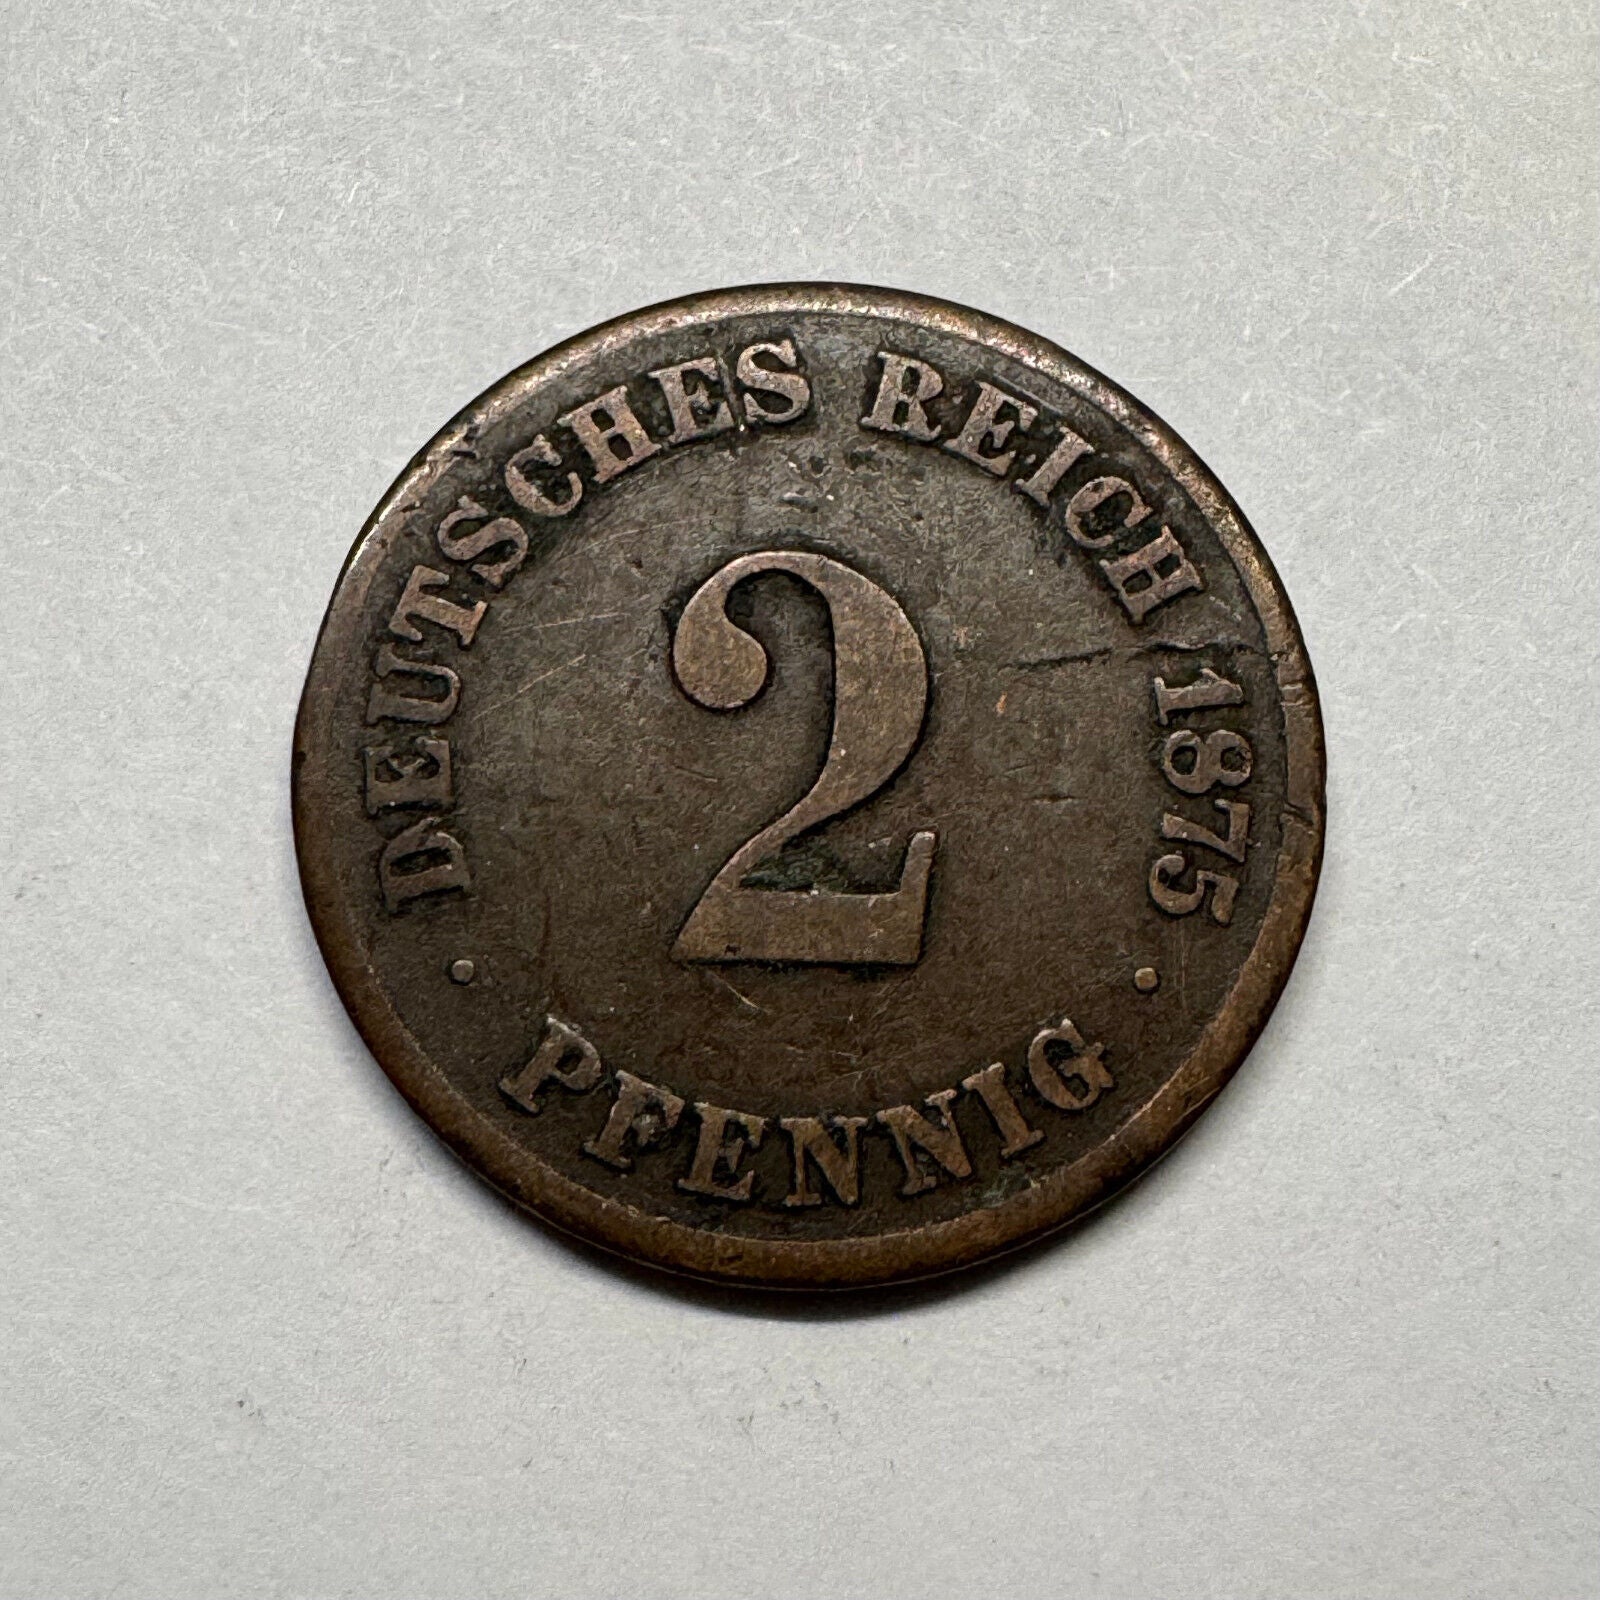 DEUTSCHES REICH 1875
2
· PFENNIG ·